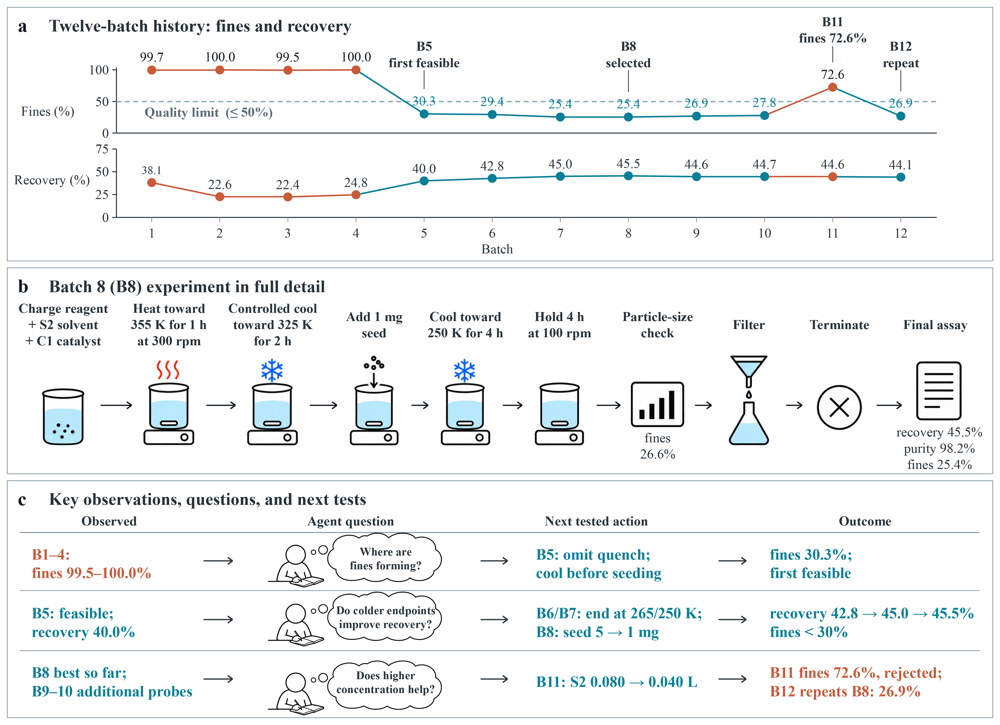 a Twelve-batch history: fines and recovery
B11
fines 72.6%
B5
first feasible
B8
selected
B12
repeat
99.7 100.0 99.5 100.0 30.3 29.4 25.4 25.4 26.9 27.8 72.6 26.9
Fines (%)
100
50
0
Quality limit (≤ 50%)
Recovery (%)
75
50
25
0
38.1 22.6 22.4 24.8 40.0 42.8 45.0 45.5 44.6 44.7 44.6 44.1
1 2 3 4 5 6 7 8 9 10 11 12
Batch
b Batch 8 (B8) experiment in full detail
Charge reagent
+ S2 solvent
+ C1 catalyst
Heat toward
355 K for 1 h
at 300 rpm
Controlled cool
toward 325 K
for 2 h
Add 1 mg
seed
Cool toward
250 K for 4 h
Hold 4 h
at 100 rpm
Particle-size
check
fines
26.6%
Filter
Terminate
Final assay
recovery 45.5%
purity 98.2%
fines 25.4%
c Key observations, questions, and next tests
Observed Agent question Next tested action Outcome
B1–4:
fines 99.5–100.0%
Where are
fines forming?
B5: omit quench;
cool before seeding
fines 30.3%;
first feasible
B5: feasible;
recovery 40.0%
Do colder endpoints
improve recovery?
B6/B7: end at 265/250 K;
B8: seed 5 → 1 mg
recovery 42.8 → 45.0 → 45.5%
fines < 30%
B8 best so far;
B9–10 additional probes
Does higher
concentration help?
B11: S2 0.080 → 0.040 L
B11 fines 72.6%, rejected;
B12 repeats B8: 26.9%